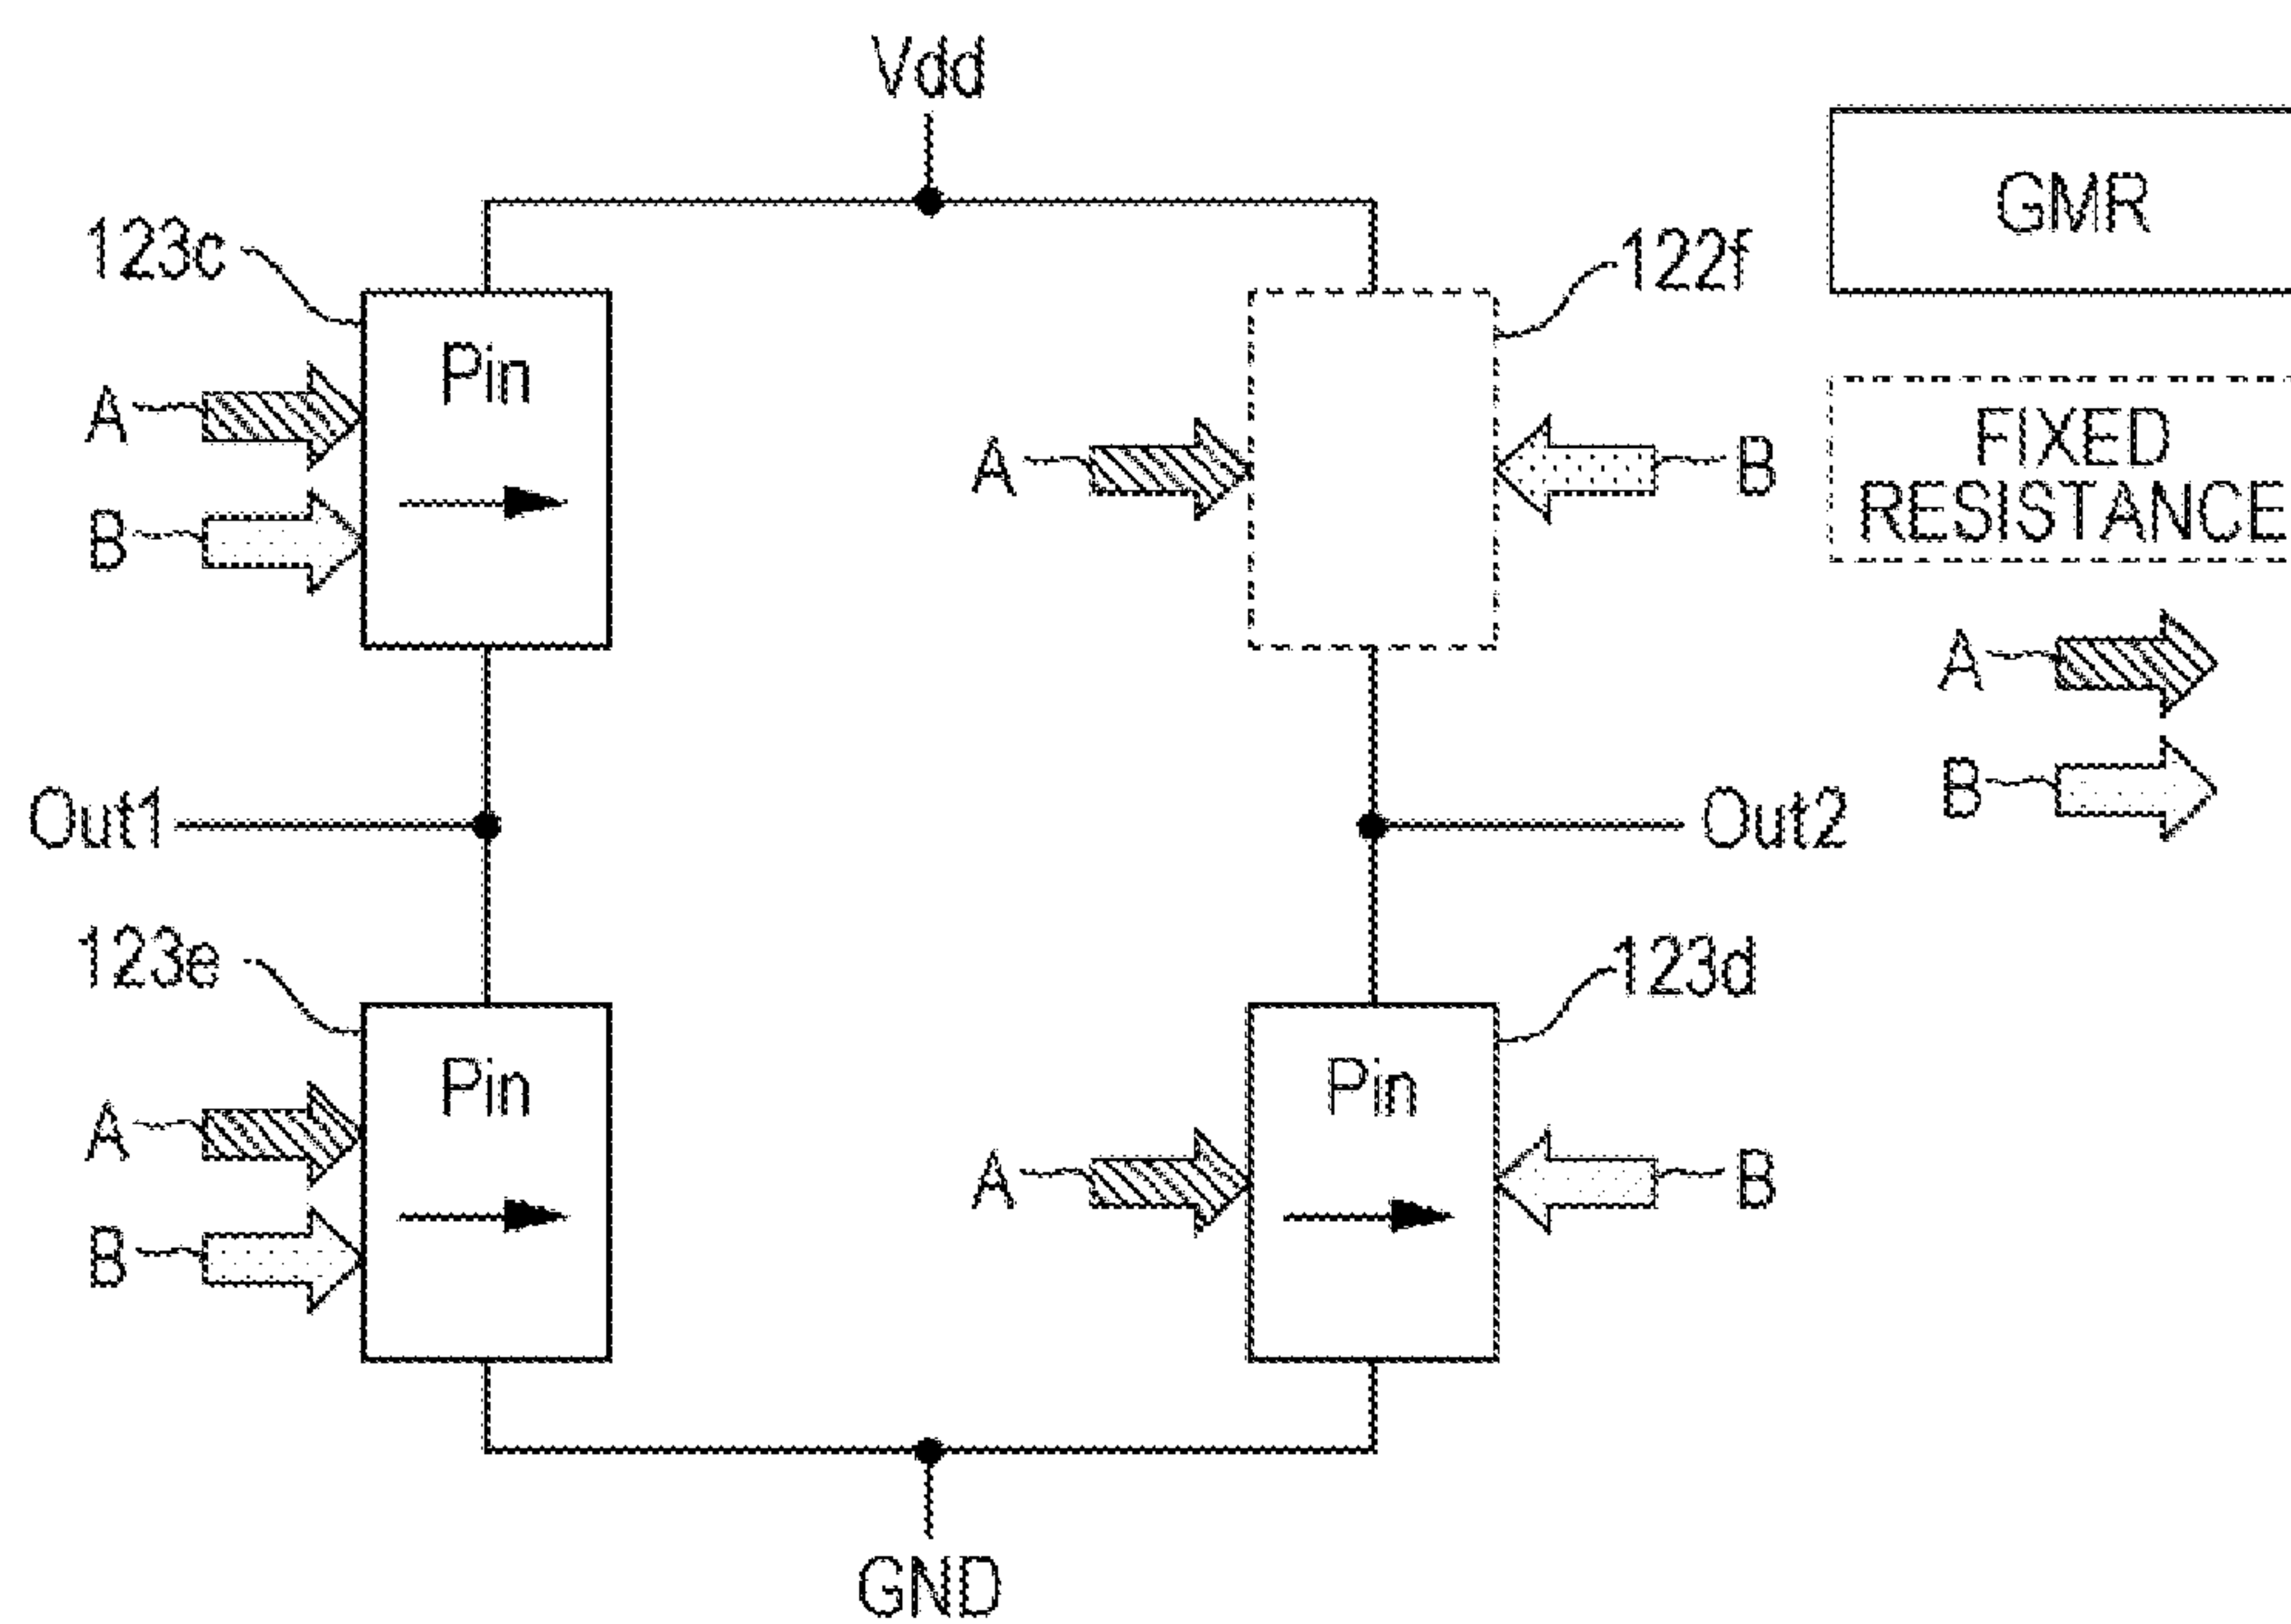 Vdd
GMR
123c
122f
Pin
A
B
A
B
FIXED
RESISTANCE
A
B
Out1
Out2
123e
123d
Pin
Pin
A
B
A
B
GND